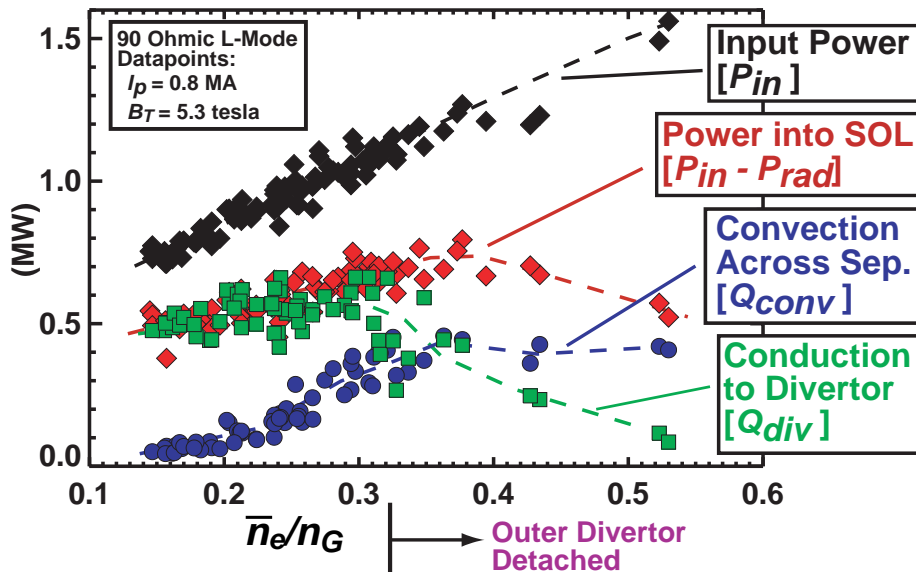 1.5
1.0
0.5
0.0
(MW)
90 Ohmic L-Mode
Datapoints:
Ip = 0.8 MA
BT = 5.3 tesla
Input Power
[Pin ]
Power into SOL
[Pin - Prad]
Convection
Across Sep.
[Qconv ]
Conduction
to Divertor
[Qdiv ]
0.1 0.2 0.3 0.4 0.5 0.6
n̅e/nG
Outer Divertor
Detached